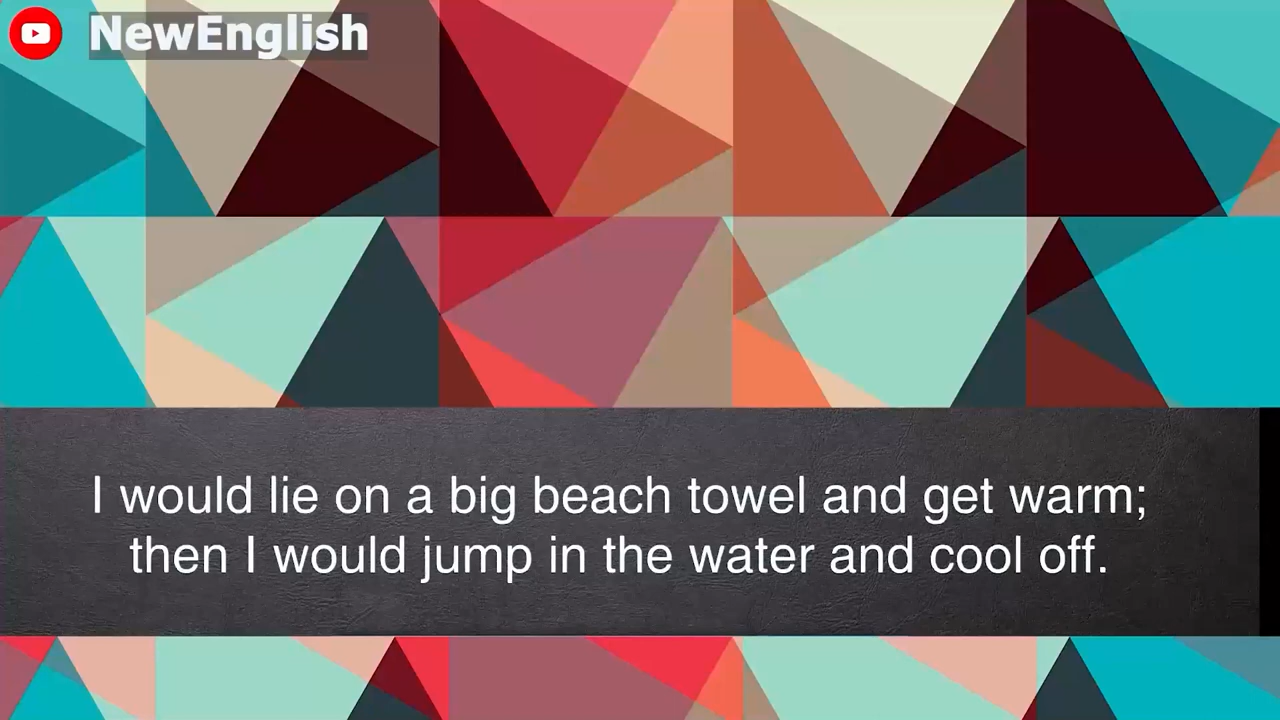 NewEnglish
I would lie on a big beach towel and get warm;
then I would jump in the water and cool off.